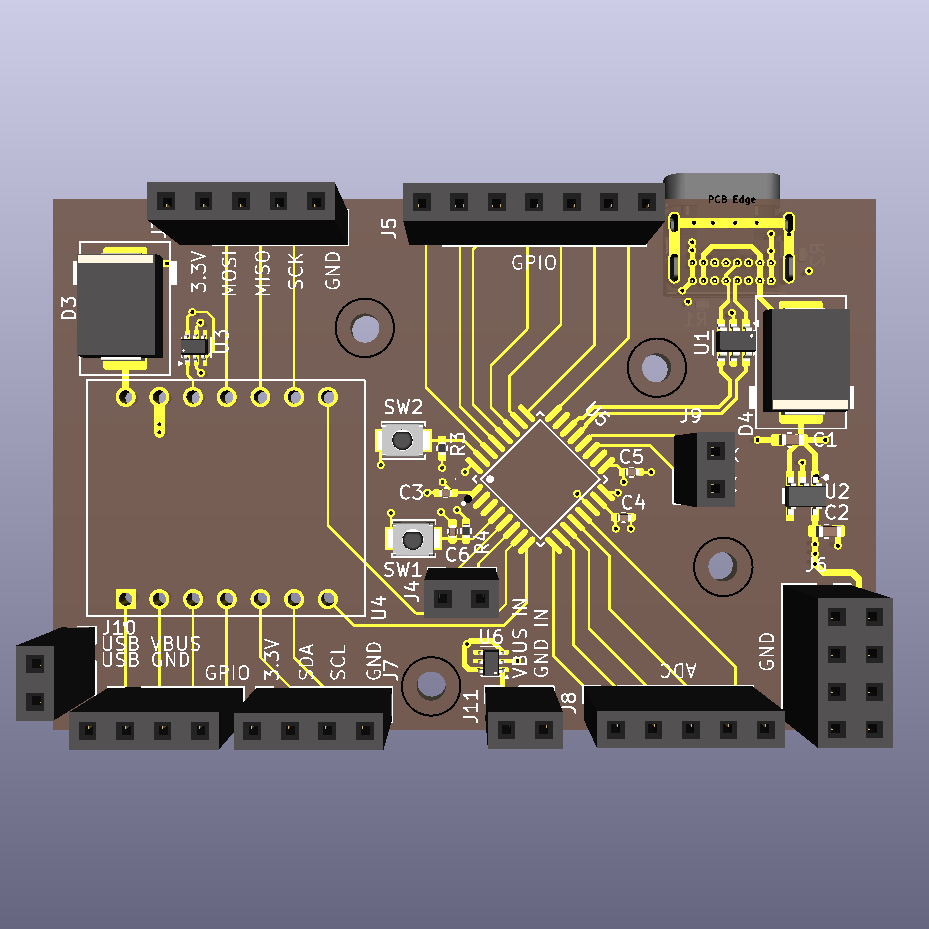 PCB Edge
J5
3.3V
MOSI
MISO
SCK
GND
GPIO
D3
U3
U1
SW2
J9
D4
R3
C5
C1
C3
U2
C4
C2
C6
R4
SW1
J4
J6
U4
J10
USB VBUS
USB GND
GPIO
3.3V
SDA
SCL
GND
J7
U6
VBUS IN
GND IN
J11
J8
ADC
GND